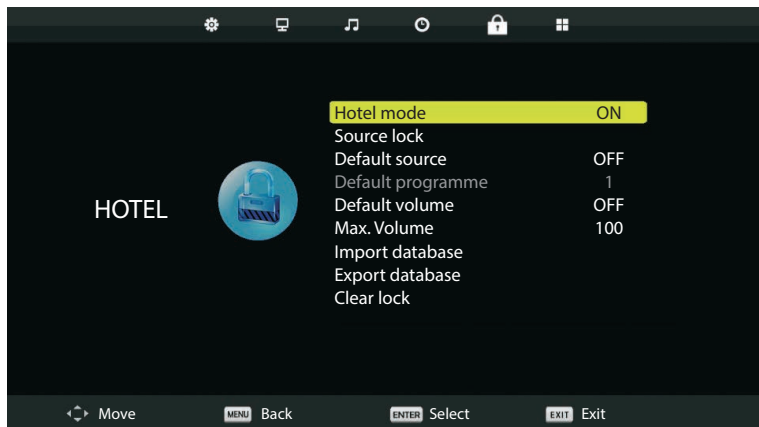 Hotel mode ON
Source lock
Default source OFF
Default programme 1
HOTEL
Default volume OFF
Max. Volume 100
Import database
Export database
Clear lock
Move MENU Back ENTER Select EXIT Exit